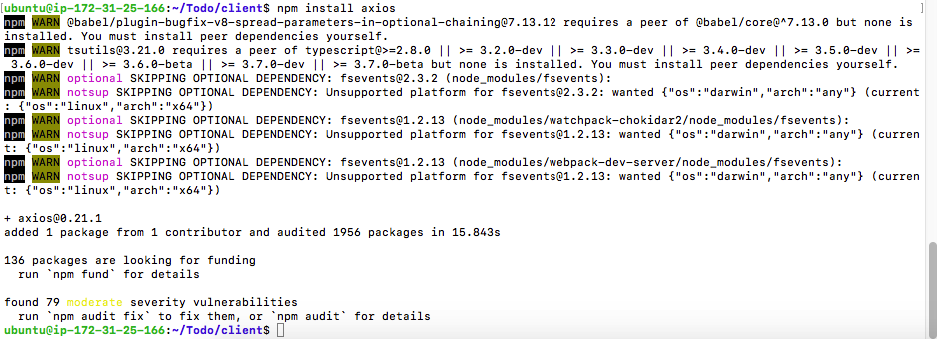 [ubuntu@ip-172-31-25-166:~/Todo/client$ npm install axios ]
npm WARN @babel/plugin-bugfix-v8-spread-parameters-in-optional-chaining@7.13.12 requires a peer of @babel/core@^7.13.0 but none is
installed. You must install peer dependencies yourself.
npm WARN tsutils@3.21.0 requires a peer of typescript@>=2.8.0 || >= 3.2.0-dev || >= 3.3.0-dev || >= 3.4.0-dev || >= 3.5.0-dev || >=
 3.6.0-dev || >= 3.6.0-beta || >= 3.7.0-dev || >= 3.7.0-beta but none is installed. You must install peer dependencies yourself.
npm WARN optional SKIPPING OPTIONAL DEPENDENCY: fsevents@2.3.2 (node_modules/fsevents):
npm WARN notsup SKIPPING OPTIONAL DEPENDENCY: Unsupported platform for fsevents@2.3.2: wanted {"os":"darwin","arch":"any"} (current
: {"os":"linux","arch":"x64"})
npm WARN optional SKIPPING OPTIONAL DEPENDENCY: fsevents@1.2.13 (node_modules/watchpack-chokidar2/node_modules/fsevents):
npm WARN notsup SKIPPING OPTIONAL DEPENDENCY: Unsupported platform for fsevents@1.2.13: wanted {"os":"darwin","arch":"any"} (curren
t: {"os":"linux","arch":"x64"})
npm WARN optional SKIPPING OPTIONAL DEPENDENCY: fsevents@1.2.13 (node_modules/webpack-dev-server/node_modules/fsevents):
npm WARN notsup SKIPPING OPTIONAL DEPENDENCY: Unsupported platform for fsevents@1.2.13: wanted {"os":"darwin","arch":"any"} (curren
t: {"os":"linux","arch":"x64"})
+ axios@0.21.1
added 1 package from 1 contributor and audited 1956 packages in 15.843s
136 packages are looking for funding
  run `npm fund` for details
found 79 moderate severity vulnerabilities
  run `npm audit fix` to fix them, or `npm audit` for details
ubuntu@ip-172-31-25-166:~/Todo/client$